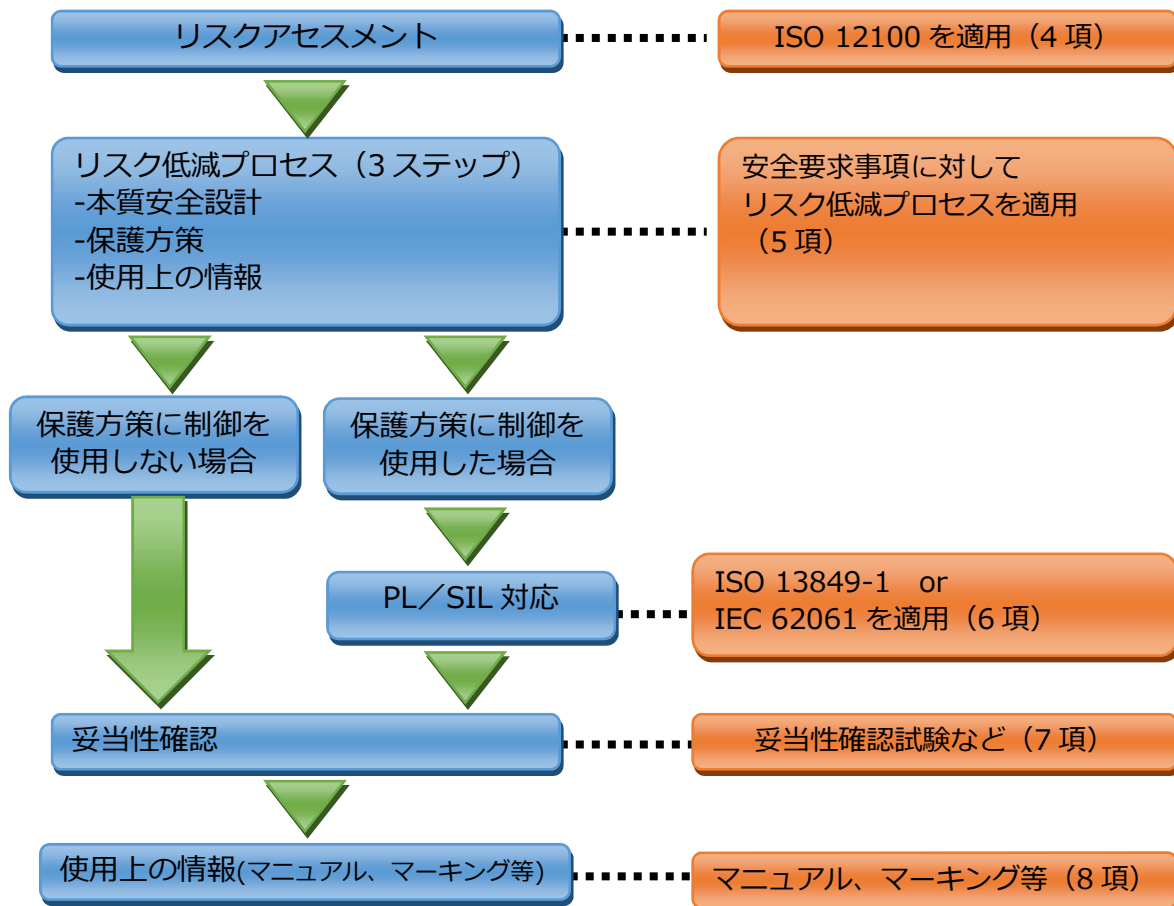 リスクアセスメント
ISO 12100 を適用（4 項）
リスク低減プロセス（3 ステップ）
-本質安全設計
-保護方策
-使用上の情報
安全要求事項に対して
リスク低減プロセスを適用
（5 項）
保護方策に制御を
使用しない場合
保護方策に制御を
使用した場合
PL／SIL 対応
ISO 13849-1　or
IEC 62061 を適用（6 項）
妥当性確認
妥当性確認試験など（7 項）
使用上の情報(マニュアル、マーキング等)
マニュアル、マーキング等（8 項）